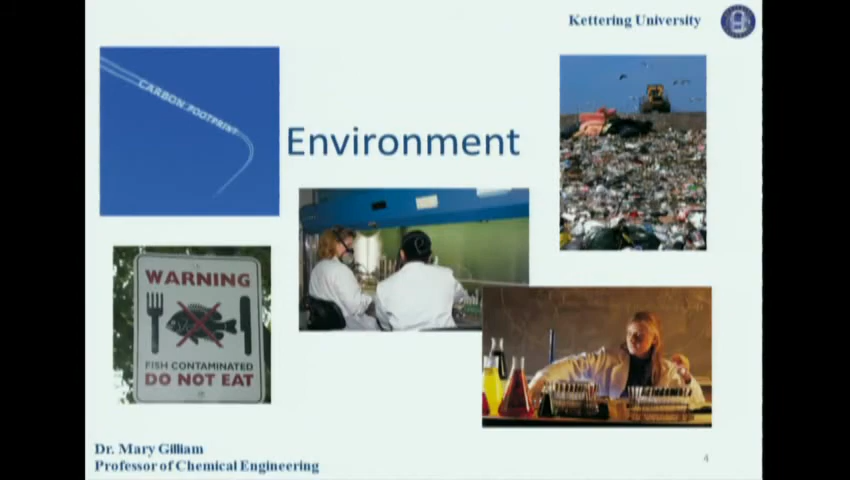 Kettering University
CARBON FOOTPRINT
Environment
WARNING
FISH CONTAMINATED
DO NOT EAT
Dr. Mary Gilliam
Professor of Chemical Engineering
4